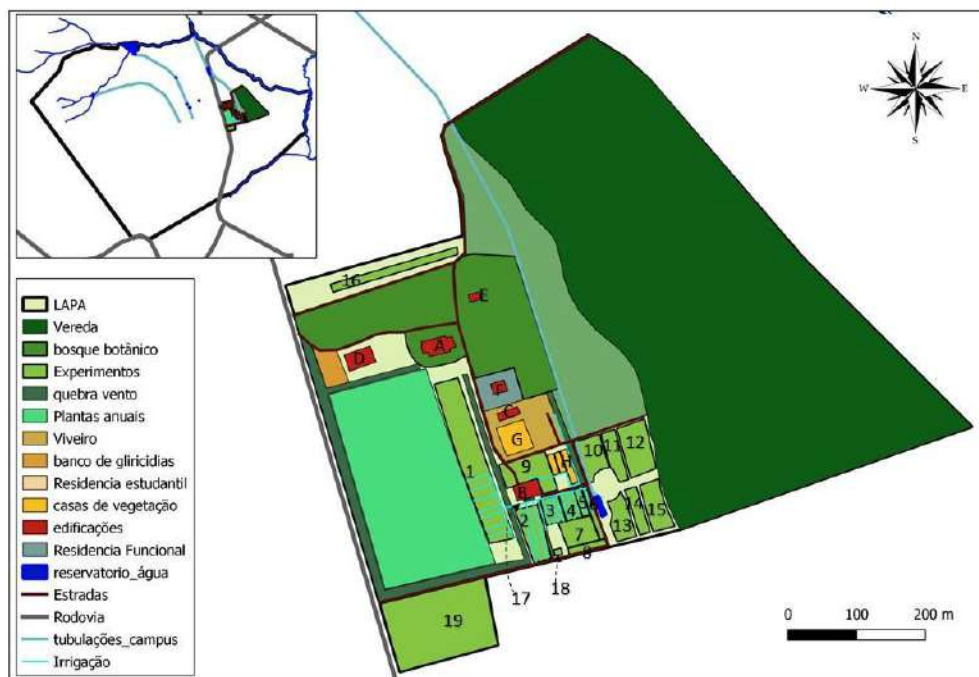 N
W E
S
LAPA
Vereda
bosque botânico
Experimentos
quebra vento
Plantas anuais
Viveiro
banco de gliricidias
Residencia estudantil
casas de vegetação
edificações
Residencia Funcional
reservatorio_água
Estradas
Rodovia
tubulações_campus
Irrigação
16
E
A
D
F
C
G
1
9
H
10
11
12
B
2
3
4
5
6
7
8
13
14
15
17
18
19
0 100 200 m